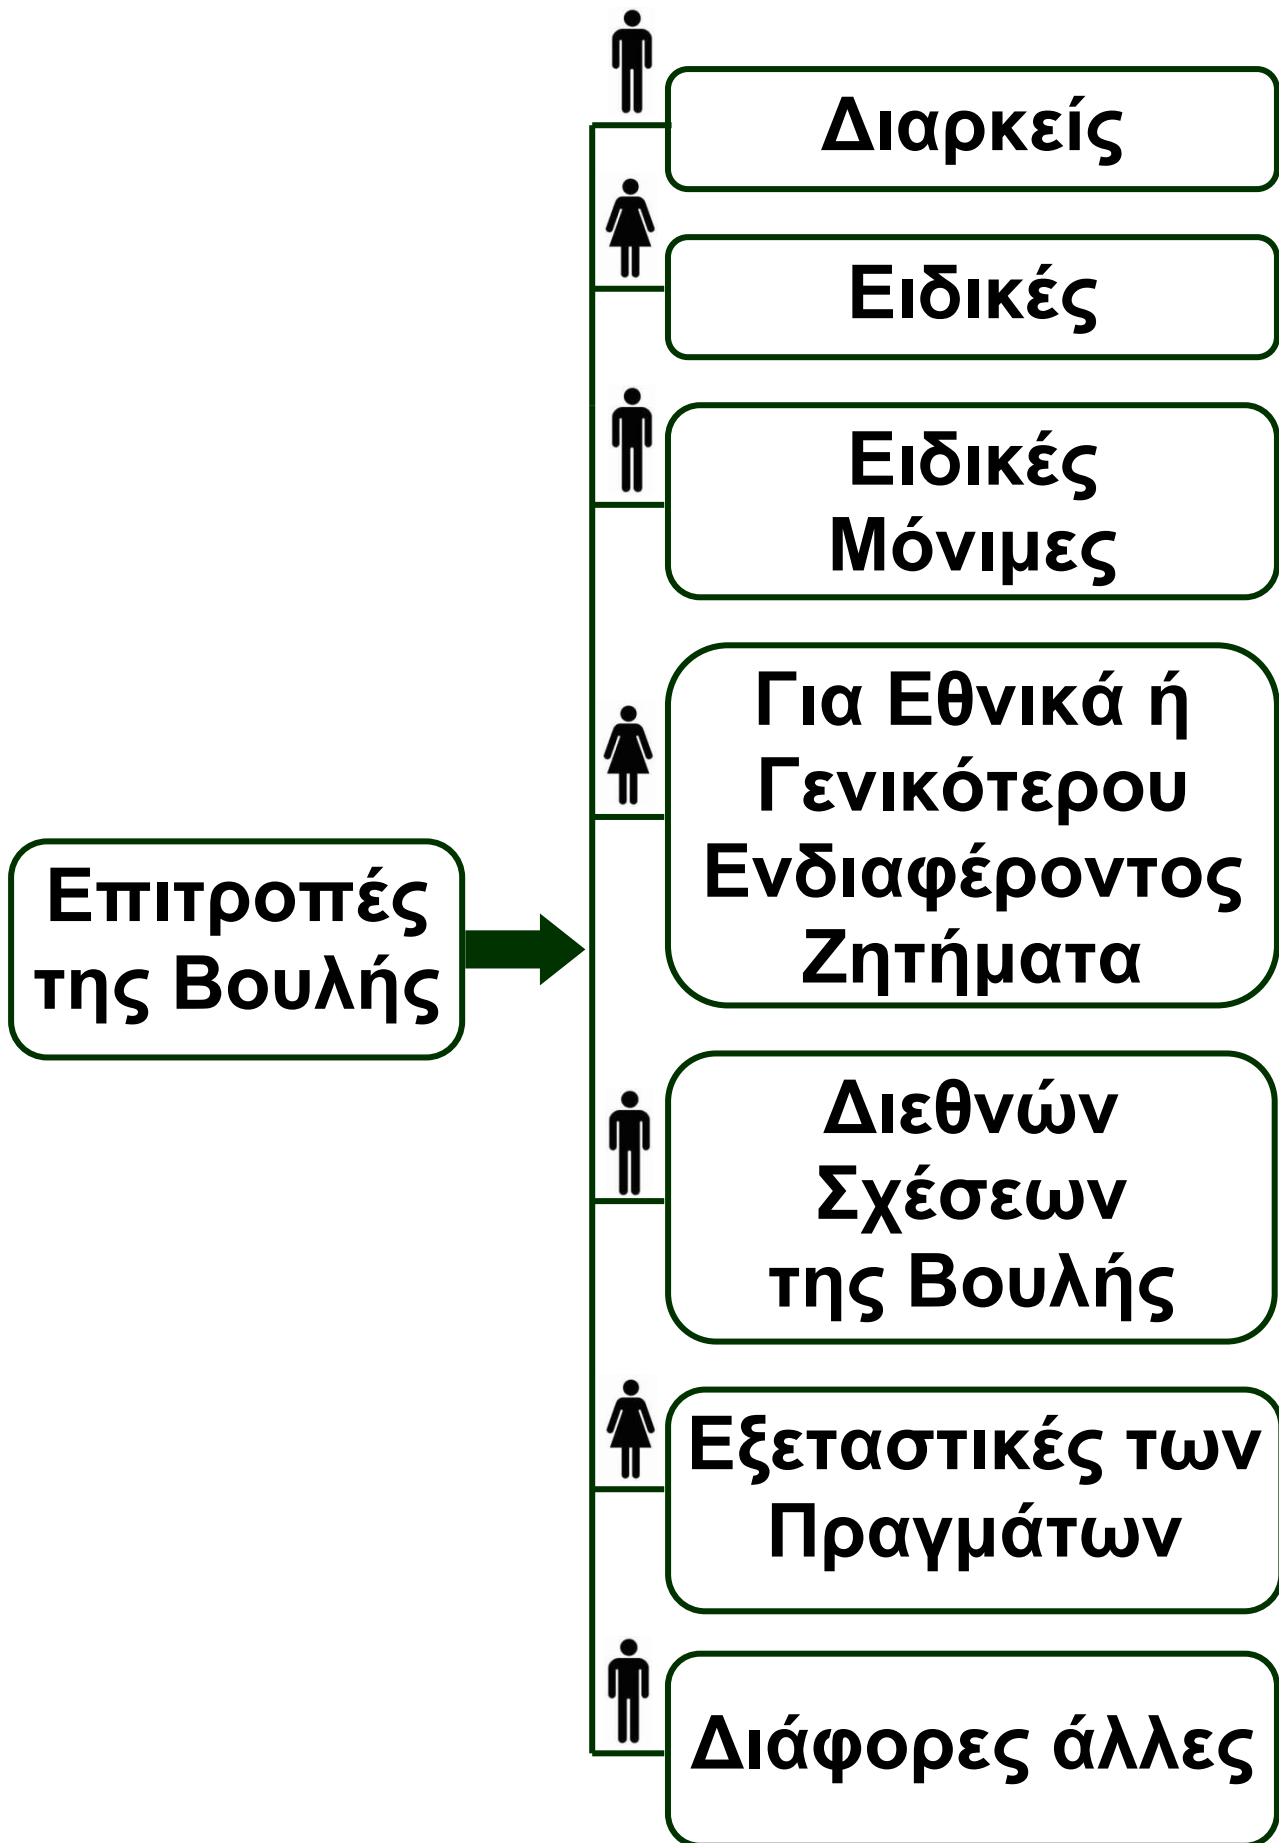 Επιτροπές
της Βουλής
Διαρκείς
Ειδικές
Ειδικές
Μόνιμες
Για Εθνικά ή
Γενικότερου
Ενδιαφέροντος
Ζητήματα
Διεθνών
Σχέσεων
της Βουλής
Εξεταστικές των
Πραγμάτων
Διάφορες άλλες